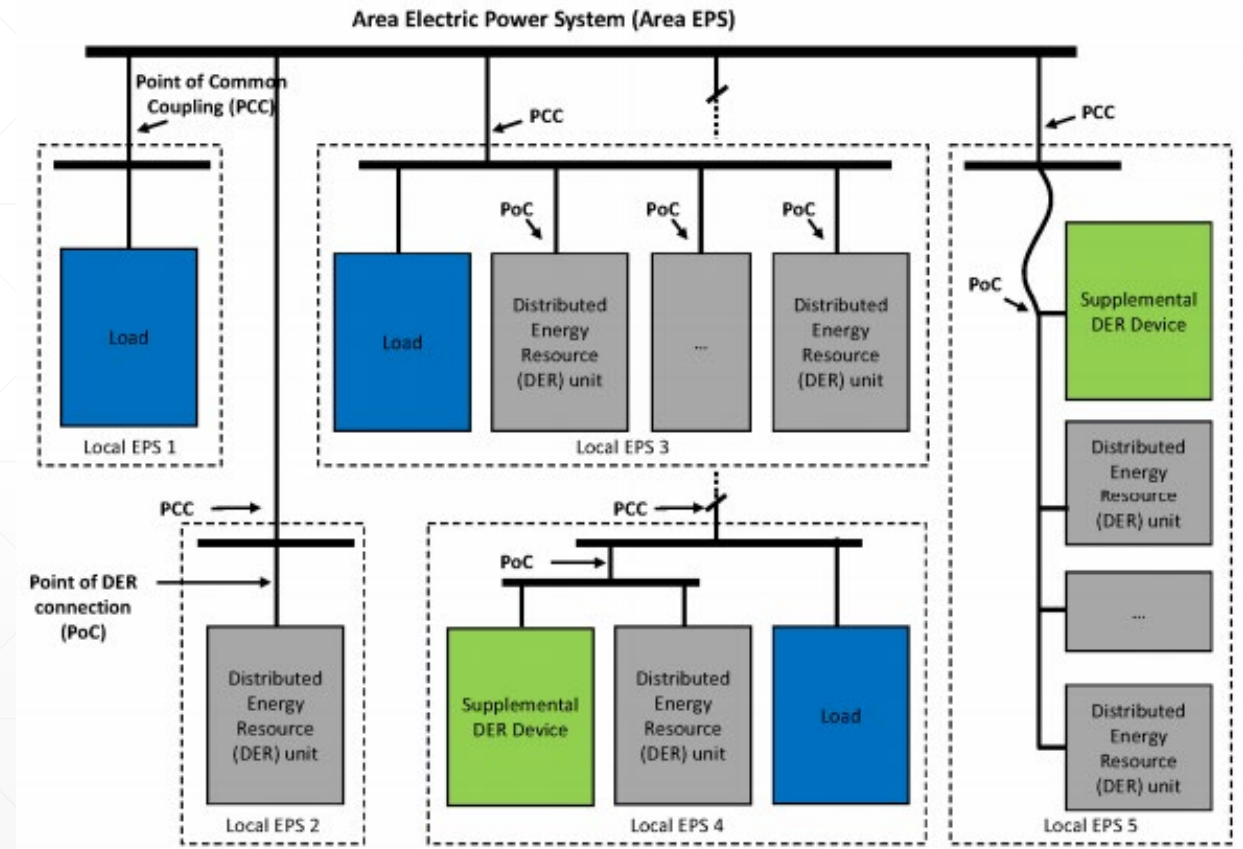 Area Electric Power System (Area EPS)
Point of Common
Coupling (PCC)
PCC
PCC
Load
Local EPS 1
PoC
PoC
PoC
Load
Distributed
Energy
Resource
(DER) unit
...
Distributed
Energy
Resource
(DER) unit
Local EPS 3
PoC
Supplemental
DER Device
Distributed
Energy
Resource
(DER) unit
...
Distributed
Energy
Resource
(DER) unit
Local EPS 5
PCC
Point of DER
connection
(PoC)
Distributed
Energy
Resource
(DER) unit
Local EPS 2
PCC
PoC
Supplemental
DER Device
Distributed
Energy
Resource
(DER) unit
Load
Local EPS 4